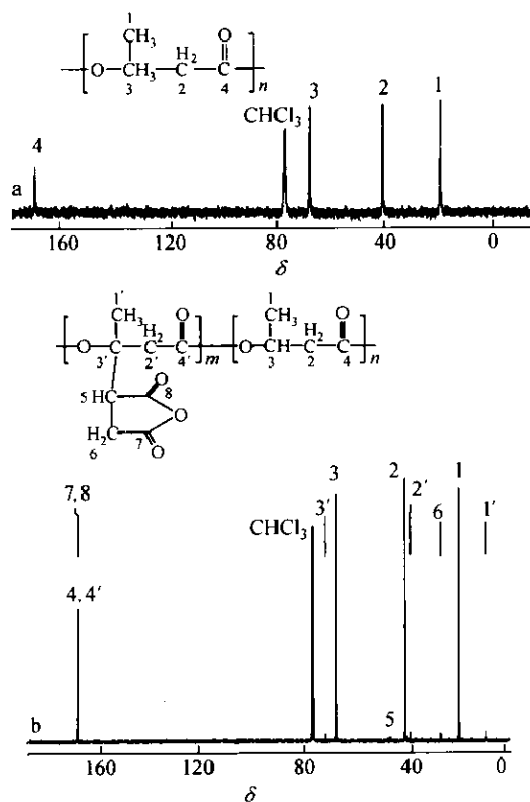 1
CH₃ O
H₂ ‖
[O—CH₃—C—C]n
3 2 4
CHCl₃ 3 2 1
4
a
160 120 80 40 0
δ
1′ 1
CH₃ O CH₃ O
H₂ ‖ H₂ ‖
[O—C—C—C]m[O—CH—C—C]n
3′ 2′ 4′ 3 2 4
5 HC O
8
O
H₂C
6 7 O
3 2 1
7,8 3′ 2′ 6 1′
CHCl₃
4,4′
5
b
160 120 80 40 0
δ